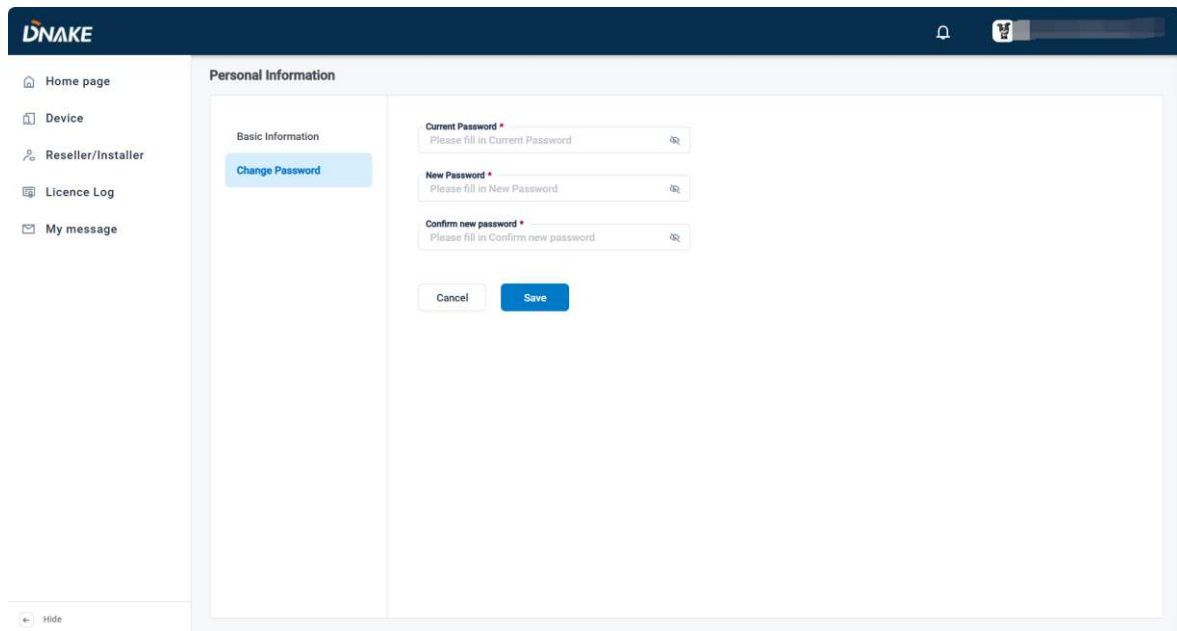 DNAKE
Home page
Device
Reseller/Installer
Licence Log
My message
Hide
Personal Information
Basic Information
Change Password
Current Password *
Please fill in Current Password
New Password *
Please fill in New Password
Confirm new password *
Please fill in Confirm new password
Cancel Save